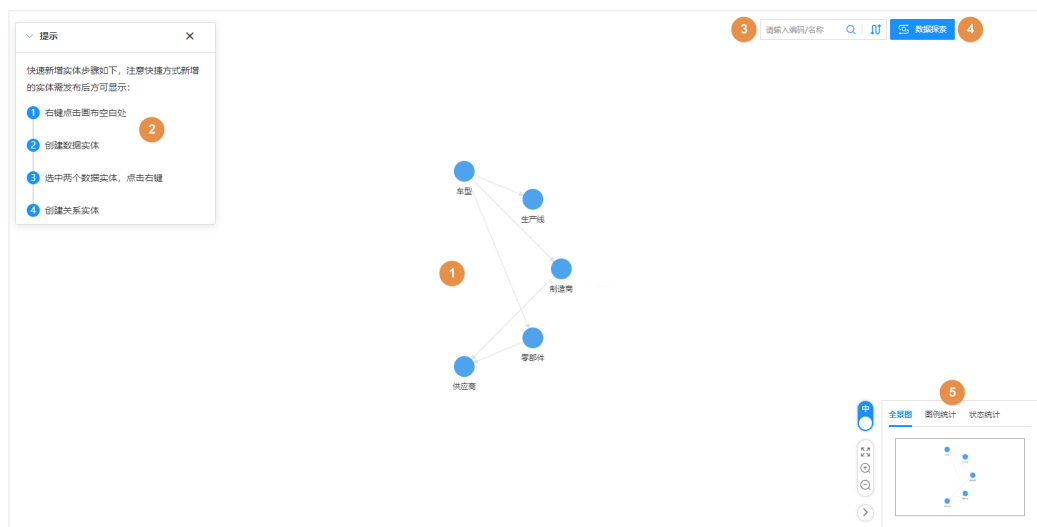 提示
快速新增实体步骤如下，注意快捷方式新增
的实体需发布后方可显示：
1 右键点击画布空白处
2 创建数据实体
3 选中两个数据实体，点击右键
4 创建关系实体
2
3
请输入编码/名称
数据探索
4
车型
生产线
1
制造商
零部件
供应商
5
中
全景图 图例统计 状态统计